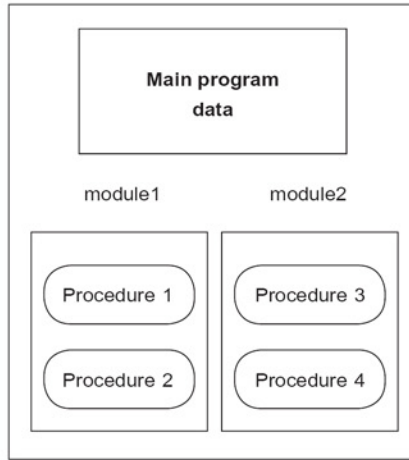 Main program
data
module1
module2
Procedure 1
Procedure 2
Procedure 3
Procedure 4